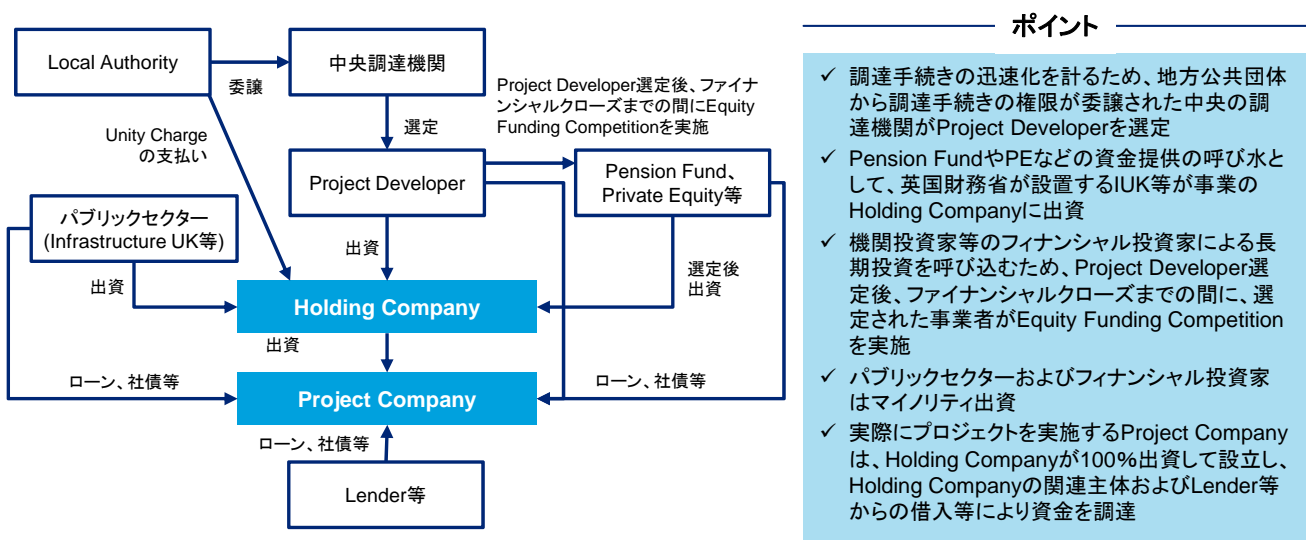 Local Authority
委譲
中央調達機関
Unity Charge
の支払い
選定
Project Developer選定後、ファイナ
ンシャルクローズまでの間にEquity
Funding Competitionを実施
Project Developer
Pension Fund、
Private Equity等
パブリックセクター
(Infrastructure UK等)
出資
出資
選定後
出資
Holding Company
出資
ローン、社債等
Project Company
ローン、社債等
ローン、社債等
Lender等
ポイント
✓ 調達手続きの迅速化を計るため、地方公共団体
から調達手続きの権限が委譲された中央の調
達機関がProject Developerを選定
✓ Pension FundやPEなどの資金提供の呼び水と
して、英国財務省が設置するIUK等が事業の
Holding Companyに出資
✓ 機関投資家等のフィナンシャル投資家による長
期投資を呼び込むため、Project Developer選
定後、ファイナンシャルクローズまでの間に、選
定された事業者がEquity Funding Competition
を実施
✓ パブリックセクターおよびフィナンシャル投資家
はマイノリティ出資
✓ 実際にプロジェクトを実施するProject Company
は、Holding Companyが100%出資して設立し、
Holding Companyの関連主体およびLender等
からの借入等により資金を調達